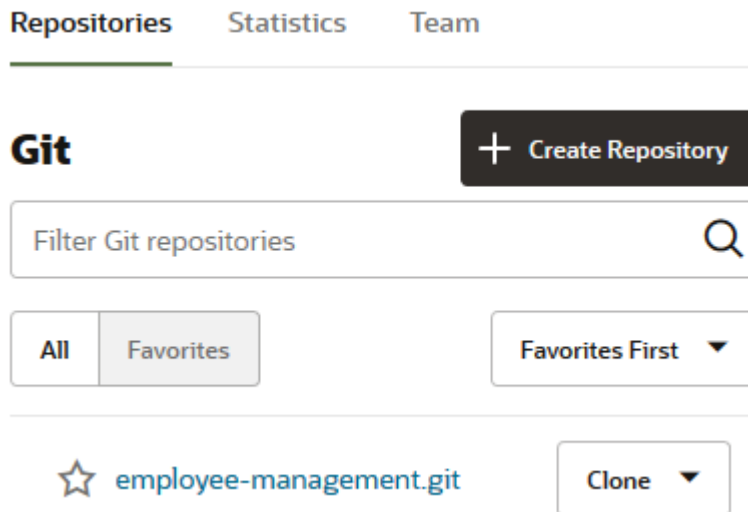 Repositories Statistics Team
Git
Create Repository
Filter Git repositories
All Favorites Favorites First
employee-management.git Clone